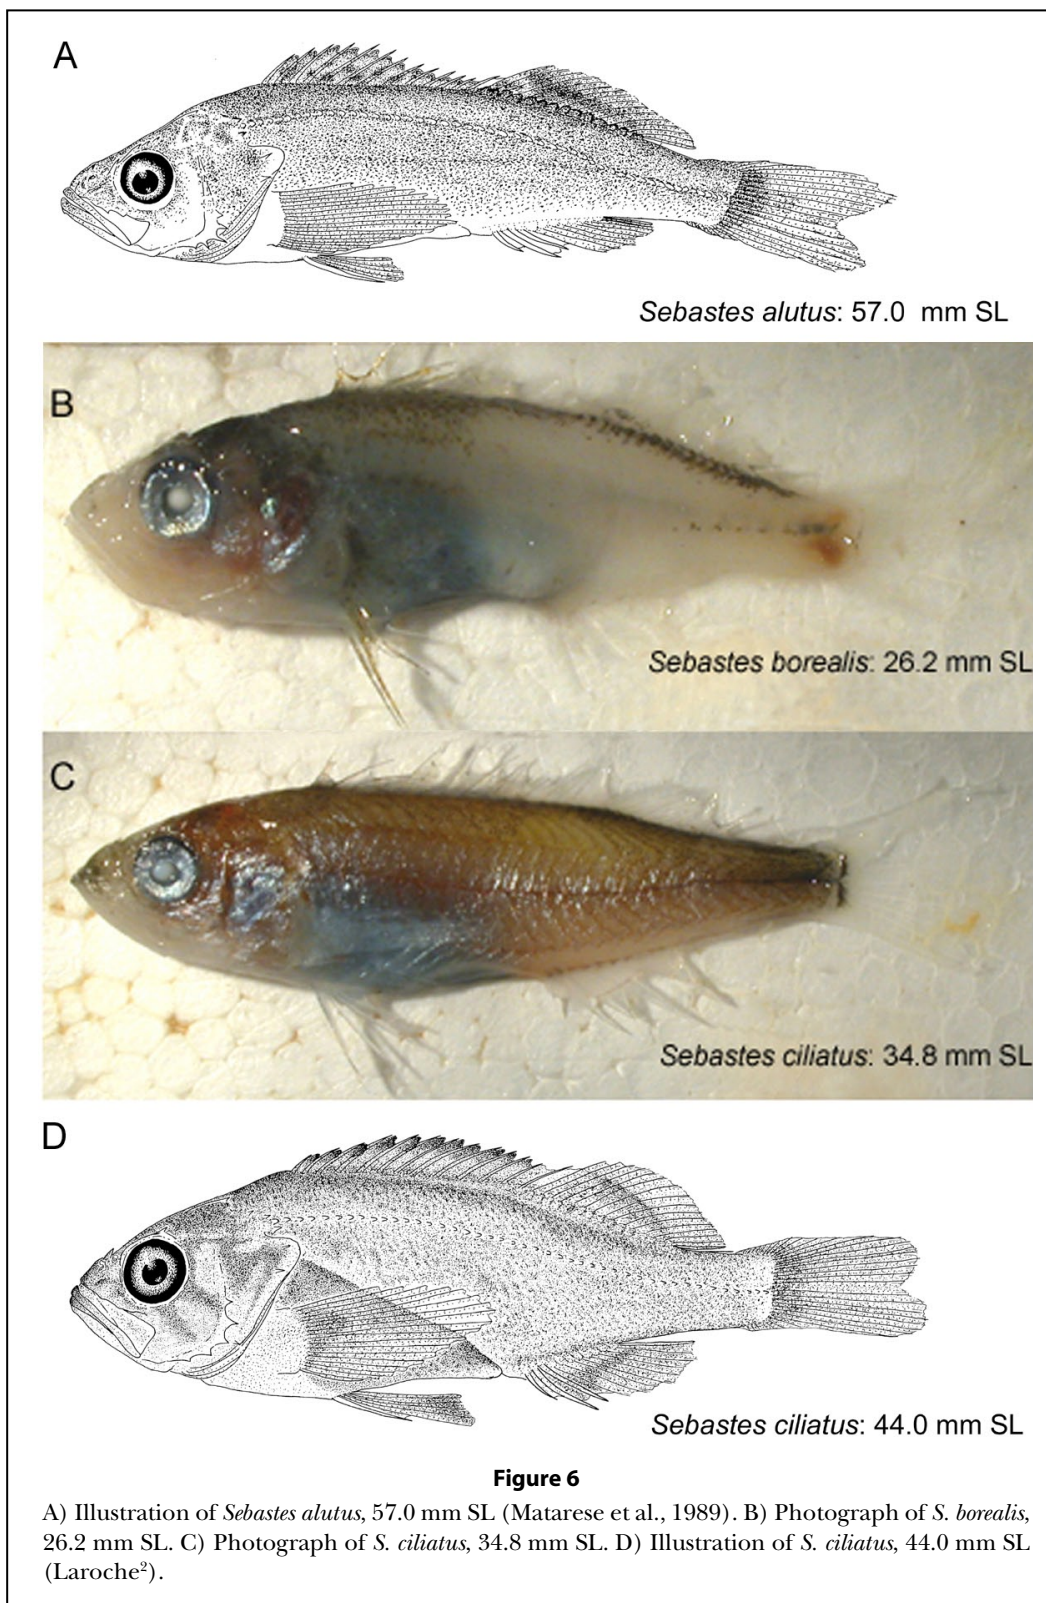 A
Sebastes alutus: 57.0 mm SL
B
Sebastes borealis: 26.2 mm SL
C
Sebastes ciliatus: 34.8 mm SL
D
Sebastes ciliatus: 44.0 mm SL
Figure 6
A) Illustration of Sebastes alutus, 57.0 mm SL (Matarese et al., 1989). B) Photograph of S. borealis,
26.2 mm SL. C) Photograph of S. ciliatus, 34.8 mm SL. D) Illustration of S. ciliatus, 44.0 mm SL
(Laroche²).